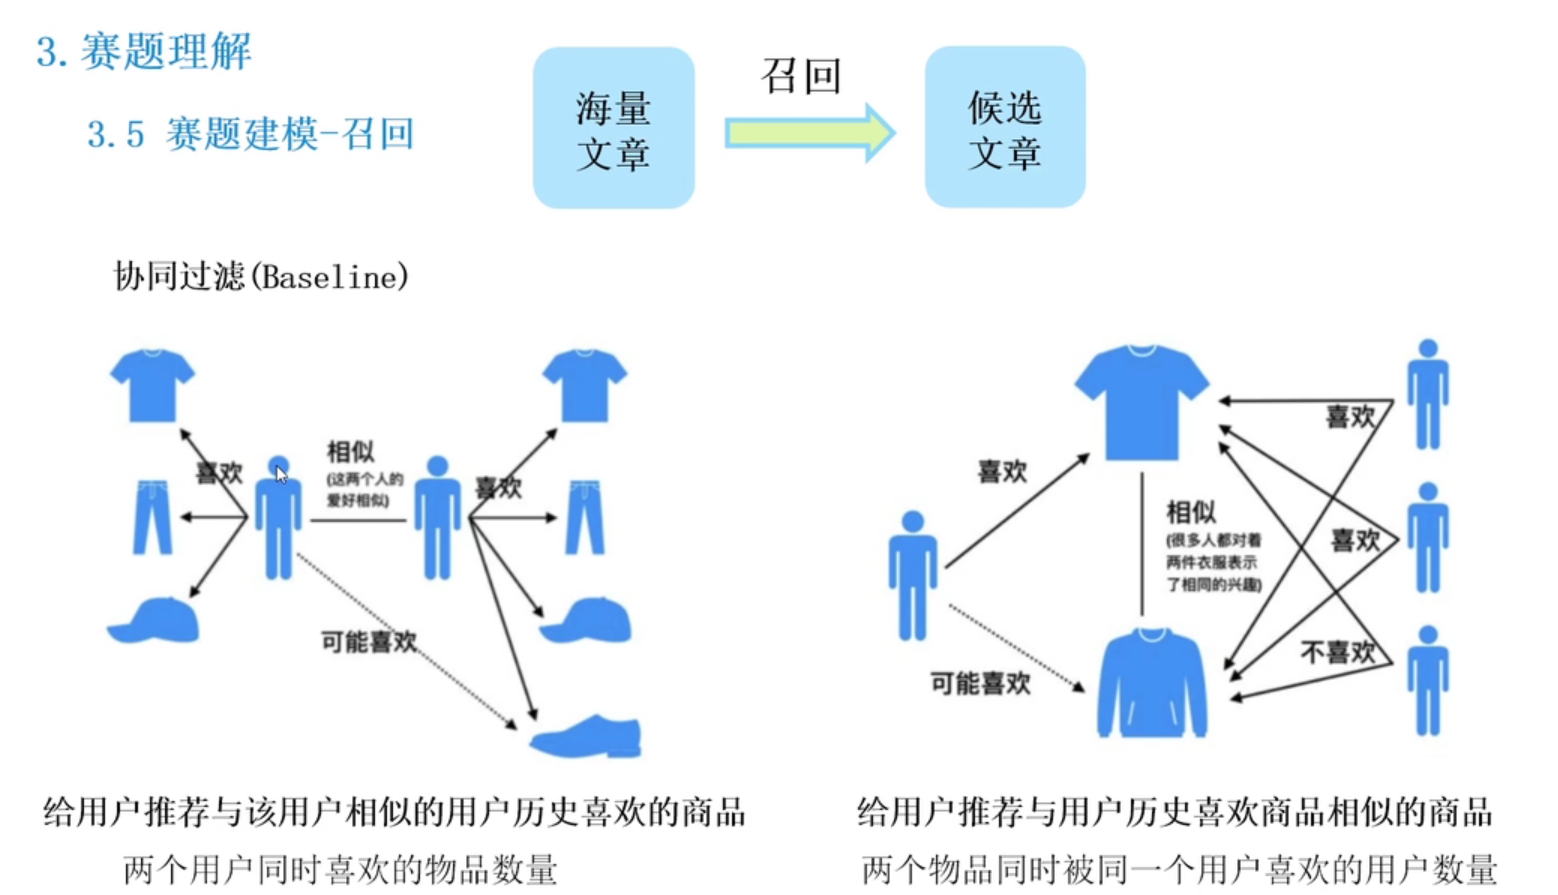 3.赛题理解
3.5 赛题建模-召回
海量
文章
召回
候选
文章
协同过滤(Baseline)
喜欢
相似
(这两个人的
爱好相似)
喜欢
可能喜欢
给用户推荐与该用户相似的用户历史喜欢的商品
两个用户同时喜欢的物品数量
喜欢
相似
(很多人都对着
两件衣服表示
了相同的兴趣)
喜欢
喜欢
不喜欢
可能喜欢
给用户推荐与用户历史喜欢商品相似的商品
两个物品同时被同一个用户喜欢的用户数量